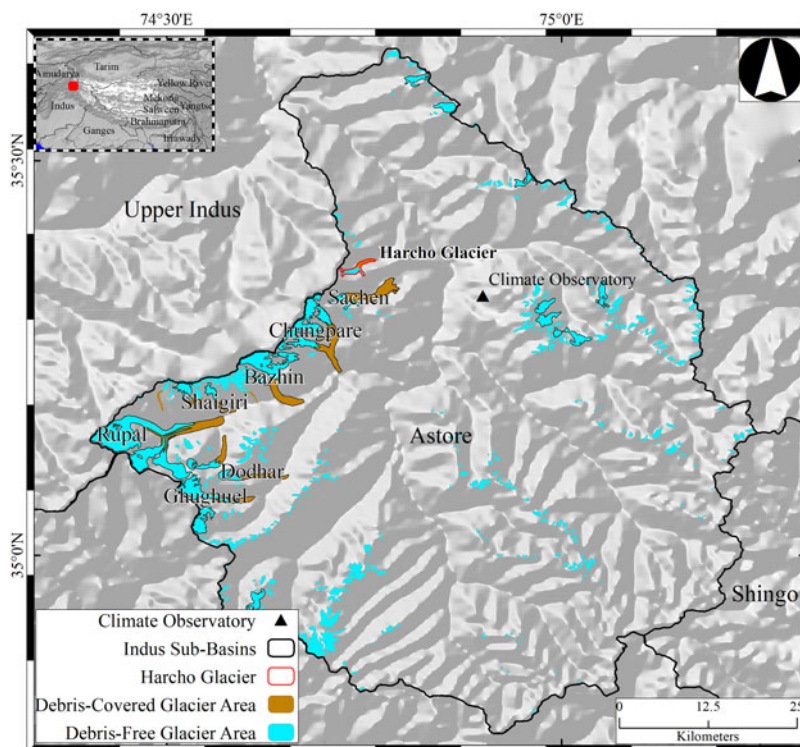 74°30'E
75°0'E
Tarim
Amudarya
Yellow River
Indus
Mekong
Salween
Yangtse
Brahmaputra
Ganges
Irrawady
35°30'N
Upper Indus
Harcho Glacier
Climate Observatory
Sachen
Chungpare
Bazhin
Shaigiri
Rupal
Astore
Dodhar
Ghughuel
35°0'N
Shingo
Climate Observatory
Indus Sub-Basins
Harcho Glacier
Debris-Covered Glacier Area
Debris-Free Glacier Area
0 12.5 25
Kilometers